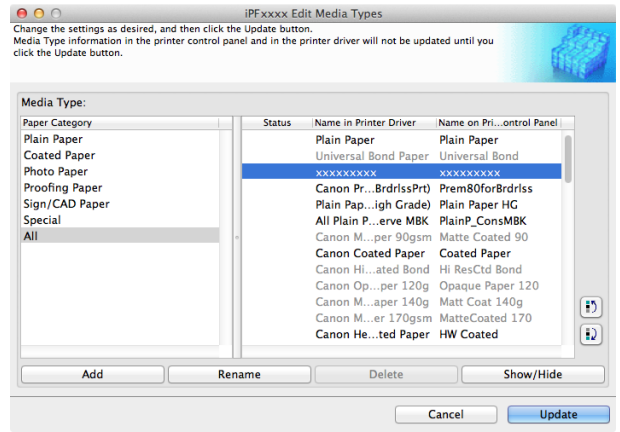 iPFxxxx Edit Media Types
Change the settings as desired, and then click the Update button.
Media Type information in the printer control panel and in the printer driver will not be updated until you
click the Update button.
Media Type:
Paper Category
Plain Paper
Coated Paper
Photo Paper
Proofing Paper
Sign/CAD Paper
Special
All
Status Name in Printer Driver Name on Pri...ontrol Panel
Plain Paper Plain Paper
Universal Bond Paper Universal Bond
xxxxxxxxx xxxxxxxxx
Canon Pr...BrdrlssPrt) Prem80forBrdrlss
Plain Pap...igh Grade) Plain Paper HG
All Plain P...erve MBK PlainP_ConsMBK
Canon M...per 90gsm Matte Coated 90
Canon Coated Paper Coated Paper
Canon Hi...ated Bond Hi ResCtd Bond
Canon Op...per 120g Opaque Paper 120
Canon M...aper 140g Matt Coat 140g
Canon M...er 170gsm MatteCoated 170
Canon He...ted Paper HW Coated
Add Rename Delete Show/Hide
Cancel Update